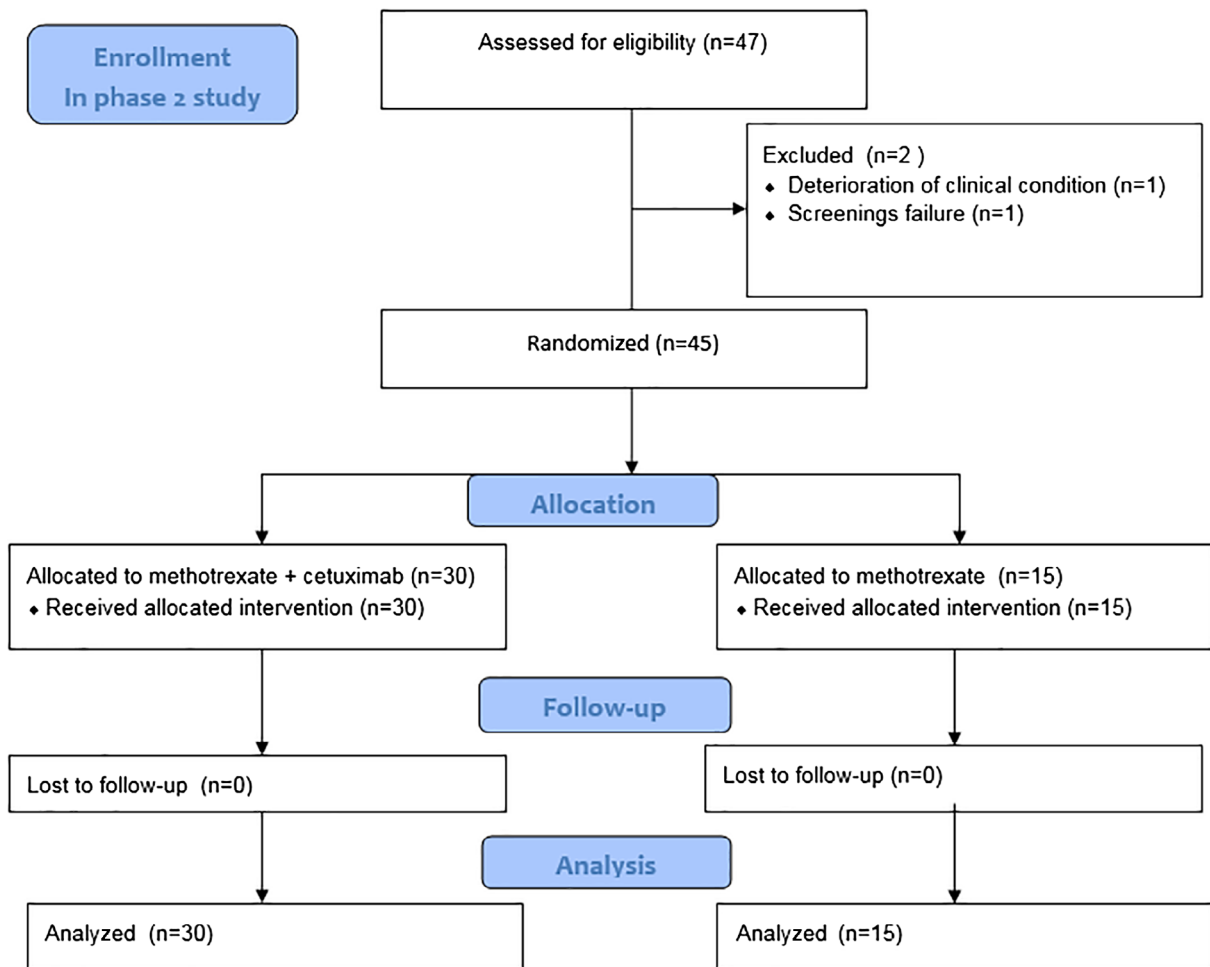 Enrollment
In phase 2 study
Assessed for eligibility (n=47)
Excluded (n=2 )
⬥ Deterioration of clinical condition (n=1)
⬥ Screenings failure (n=1)
Randomized (n=45)
Allocation
Allocated to methotrexate + cetuximab (n=30)
⬥ Received allocated intervention (n=30)
Allocated to methotrexate (n=15)
⬥ Received allocated intervention (n=15)
Follow-up
Lost to follow-up (n=0)
Lost to follow-up (n=0)
Analysis
Analyzed (n=30)
Analyzed (n=15)